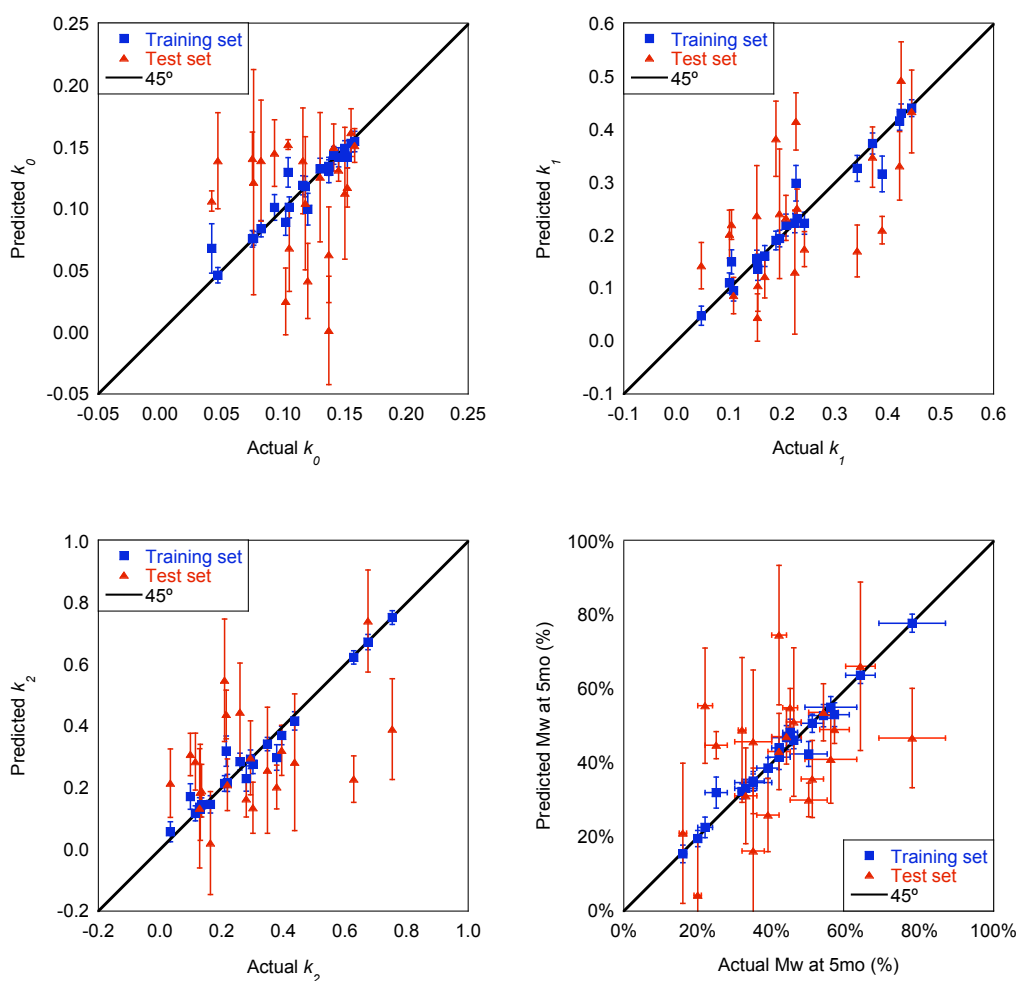 0.25
0.20
0.15
0.10
0.05
0.00
-0.05
Predicted k0
Training set
Test set
45º
-0.05 0.00 0.05 0.10 0.15 0.20 0.25
Actual k0
0.6
0.5
0.4
0.3
0.2
0.1
0.0
-0.1
Predicted k1
Training set
Test set
45º
-0.1 0.0 0.1 0.2 0.3 0.4 0.5 0.6
Actual k1
1.0
0.8
0.6
0.4
0.2
0.0
-0.2
Predicted k2
Training set
Test set
45º
-0.2 0.0 0.2 0.4 0.6 0.8 1.0
Actual k2
100%
80%
60%
40%
20%
0%
Predicted Mw at 5mo (%)
Training set
Test set
45º
0% 20% 40% 60% 80% 100%
Actual Mw at 5mo (%)